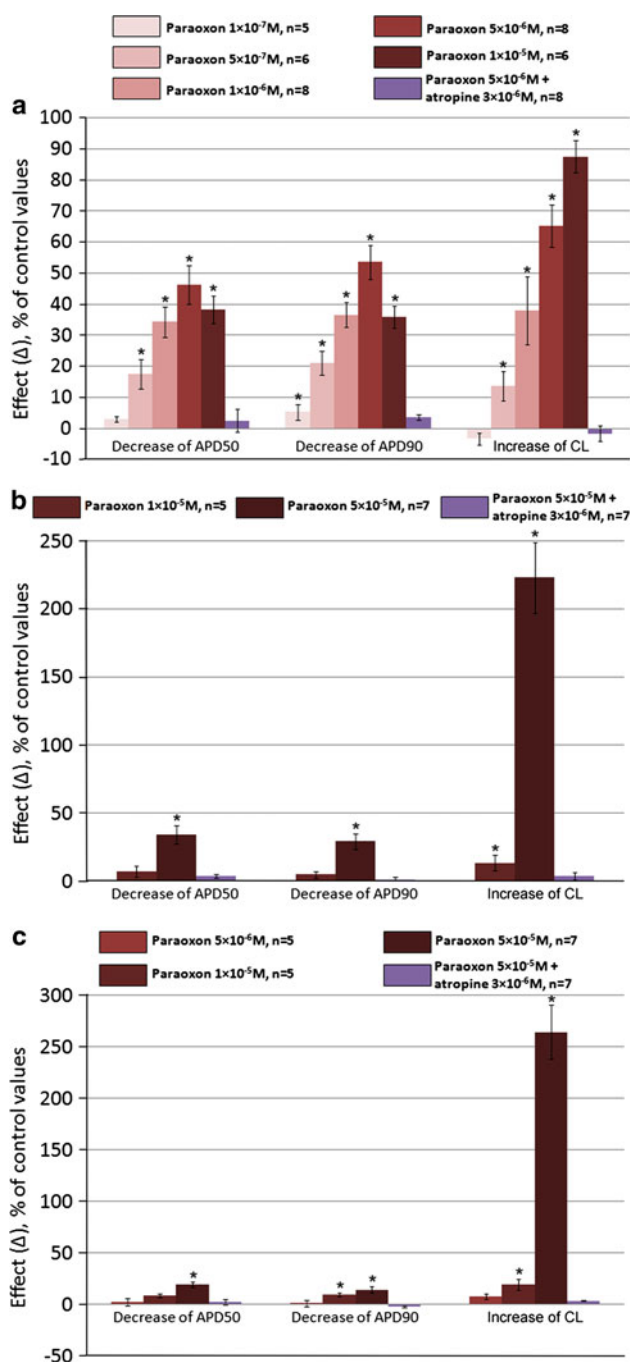 Paraoxon 1×10⁻⁷M, n=5
Paraoxon 5×10⁻⁶M, n=8
Paraoxon 5×10⁻⁷M, n=6
Paraoxon 1×10⁻⁵M, n=6
Paraoxon 1×10⁻⁶M, n=8
Paraoxon 5×10⁻⁶M +
atropine 3×10⁻⁶M, n=8
a
Effect (Δ), % of control values
100
90
80
70
60
50
40
30
20
10
0
-10
* * * *
* * * * *
* * * *
Decrease of APD50
Decrease of APD90
Increase of CL
b
Paraoxon 1×10⁻⁵M, n=5
Paraoxon 5×10⁻⁵M, n=7
Paraoxon 5×10⁻⁵M +
atropine 3×10⁻⁶M, n=7
Effect (Δ), % of control values
250
200
150
100
50
0
*
*
* *
Decrease of APD50
Decrease of APD90
Increase of CL
c
Paraoxon 5×10⁻⁶M, n=5
Paraoxon 5×10⁻⁵M, n=7
Paraoxon 1×10⁻⁵M, n=5
Paraoxon 5×10⁻⁵M +
atropine 3×10⁻⁶M, n=7
Effect (Δ), % of control values
300
250
200
150
100
50
0
-50
*
* *
* *
Decrease of APD50
Decrease of APD90
Increase of CL